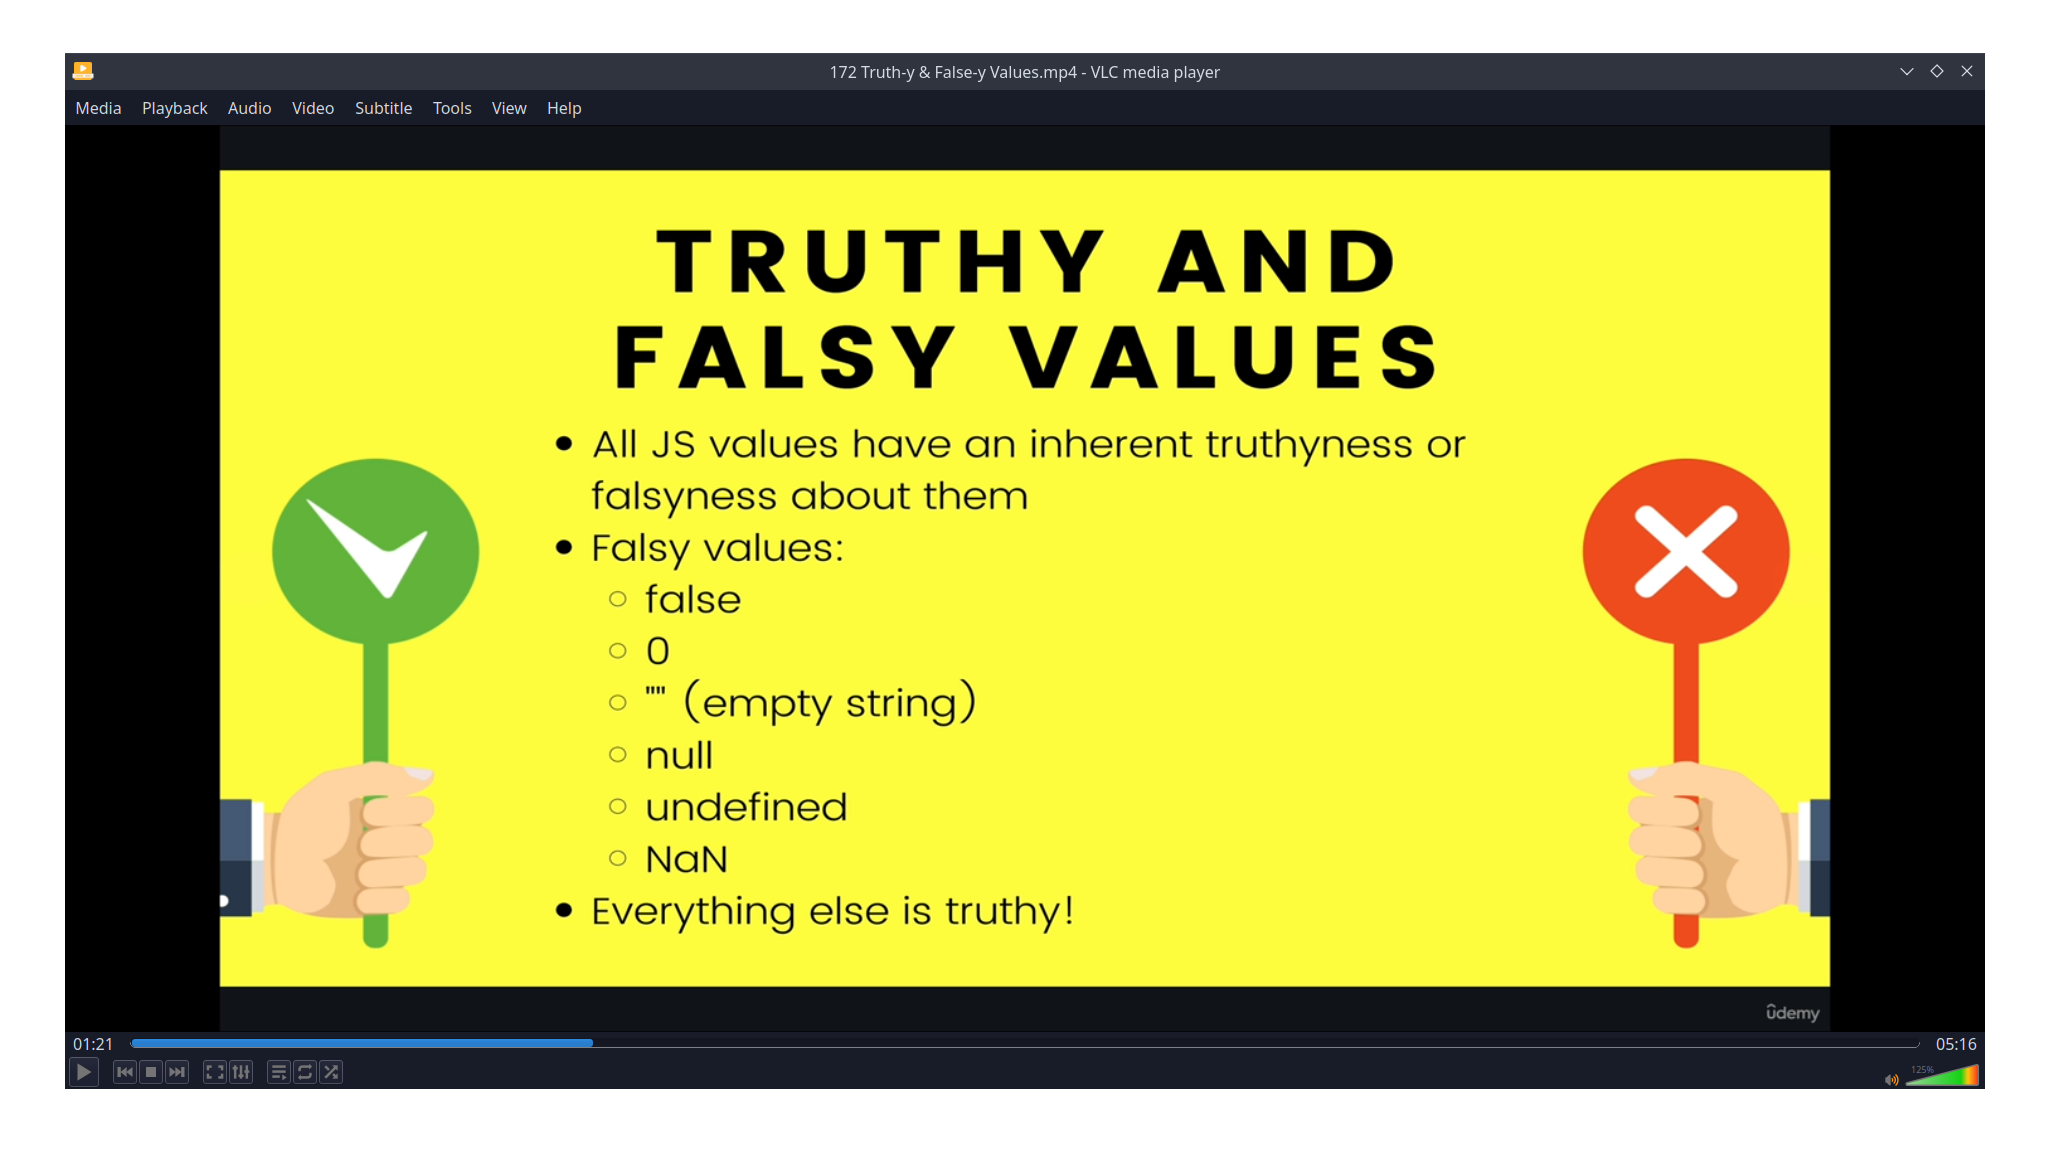 172 Truth-y & False-y Values.mp4 - VLC media player
Media Playback Audio Video Subtitle Tools View Help
TRUTHY AND
FALSY VALUES
All JS values have an inherent truthyness or
falsyness about them
Falsy values:
false
0
"" (empty string)
null
undefined
NaN
Everything else is truthy!
ûdemy
01:21 05:16
125%